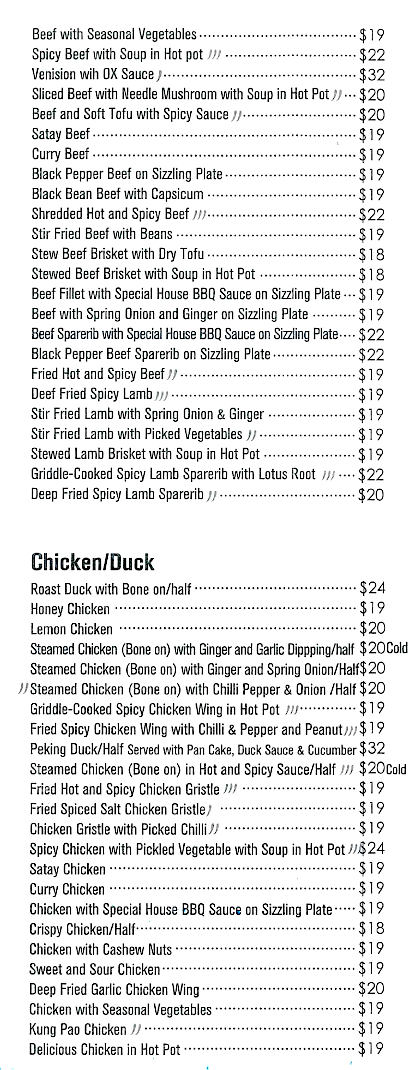 Beef with Seasonal Vegetables $19
Spicy Beef with Soup in Hot pot $22
Venision wih OX Sauce $32
Sliced Beef with Needle Mushroom with Soup in Hot Pot $20
Beef and Soft Tofu with Spicy Sauce $20
Satay Beef $19
Curry Beef $19
Black Pepper Beef on Sizzling Plate $19
Black Bean Beef with Capsicum $19
Shredded Hot and Spicy Beef $22
Stir Fried Beef with Beans $19
Stew Beef Brisket with Dry Tofu $18
Stewed Beef Brisket with Soup in Hot Pot $18
Beef Fillet with Special House BBQ Sauce on Sizzling Plate $19
Beef with Spring Onion and Ginger on Sizzling Plate $19
Beef Sparerib with Special House BBQ Sauce on Sizzling Plate $22
Black Pepper Beef Sparerib on Sizzling Plate $22
Fried Hot and Spicy Beef $19
Deef Fried Spicy Lamb $19
Stir Fried Lamb with Spring Onion & Ginger $19
Stir Fried Lamb with Picked Vegetables $19
Stewed Lamb Brisket with Soup in Hot Pot $19
Griddle-Cooked Spicy Lamb Sparerib with Lotus Root $22
Deep Fried Spicy Lamb Sparerib $20
Chicken/Duck
Roast Duck with Bone on/half $24
Honey Chicken $19
Lemon Chicken $20
Steamed Chicken (Bone on) with Ginger and Garlic Dippping/half $20Cold
Steamed Chicken (Bone on) with Ginger and Spring Onion/Half$20
Steamed Chicken (Bone on) with Chilli Pepper & Onion /Half $20
Griddle-Cooked Spicy Chicken Wing in Hot Pot $19
Fried Spicy Chicken Wing with Chilli & Pepper and Peanut $19
Peking Duck/Half Served with Pan Cake, Duck Sauce & Cucumber $32
Steamed Chicken (Bone on) in Hot and Spicy Sauce/Half $20Cold
Fried Hot and Spicy Chicken Gristle $19
Fried Spiced Salt Chicken Gristle $19
Chicken Gristle with Picked Chilli $19
Spicy Chicken with Pickled Vegetable with Soup in Hot Pot $24
Satay Chicken $19
Curry Chicken $19
Chicken with Special House BBQ Sauce on Sizzling Plate $19
Crispy Chicken/Half $18
Chicken with Cashew Nuts $19
Sweet and Sour Chicken $19
Deep Fried Garlic Chicken Wing $20
Chicken with Seasonal Vegetables $19
Kung Pao Chicken $19
Delicious Chicken in Hot Pot $19